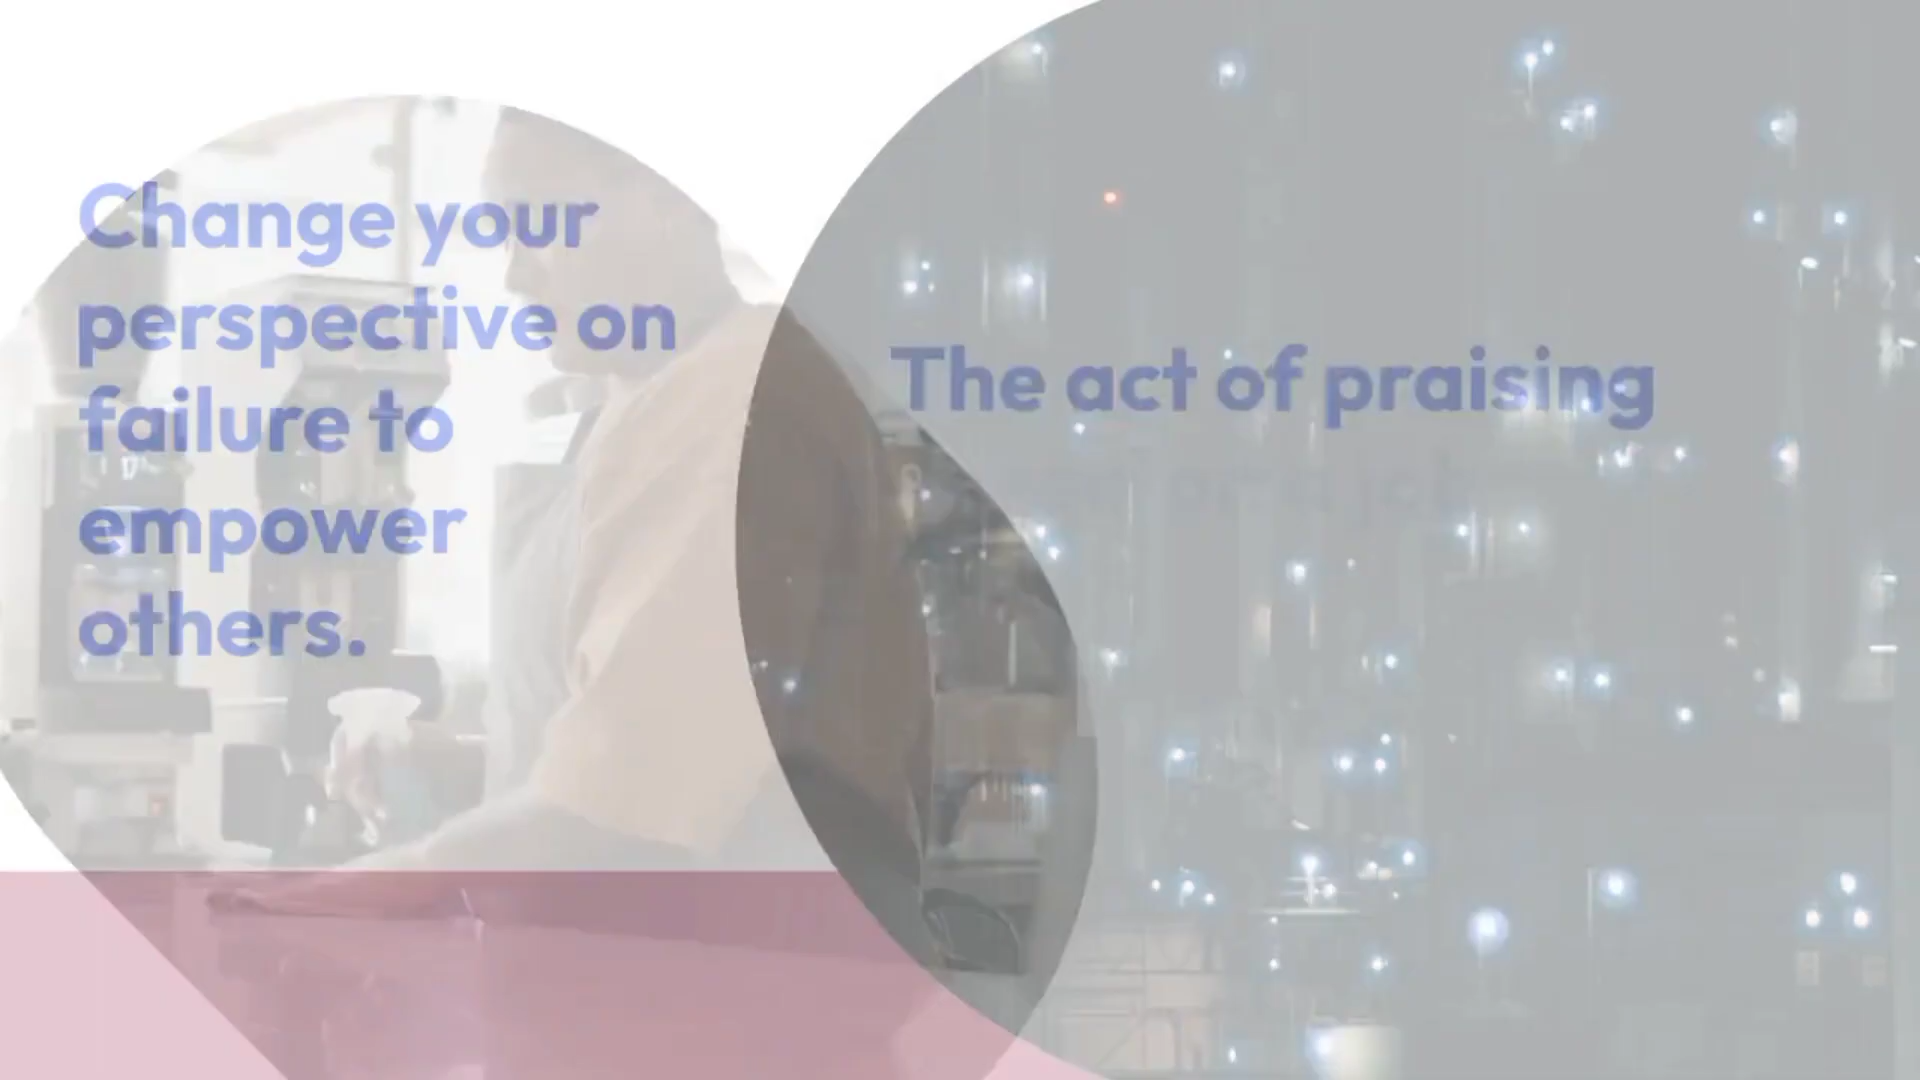 Change your
perspective on
failure to
empower
others.
The act of praising